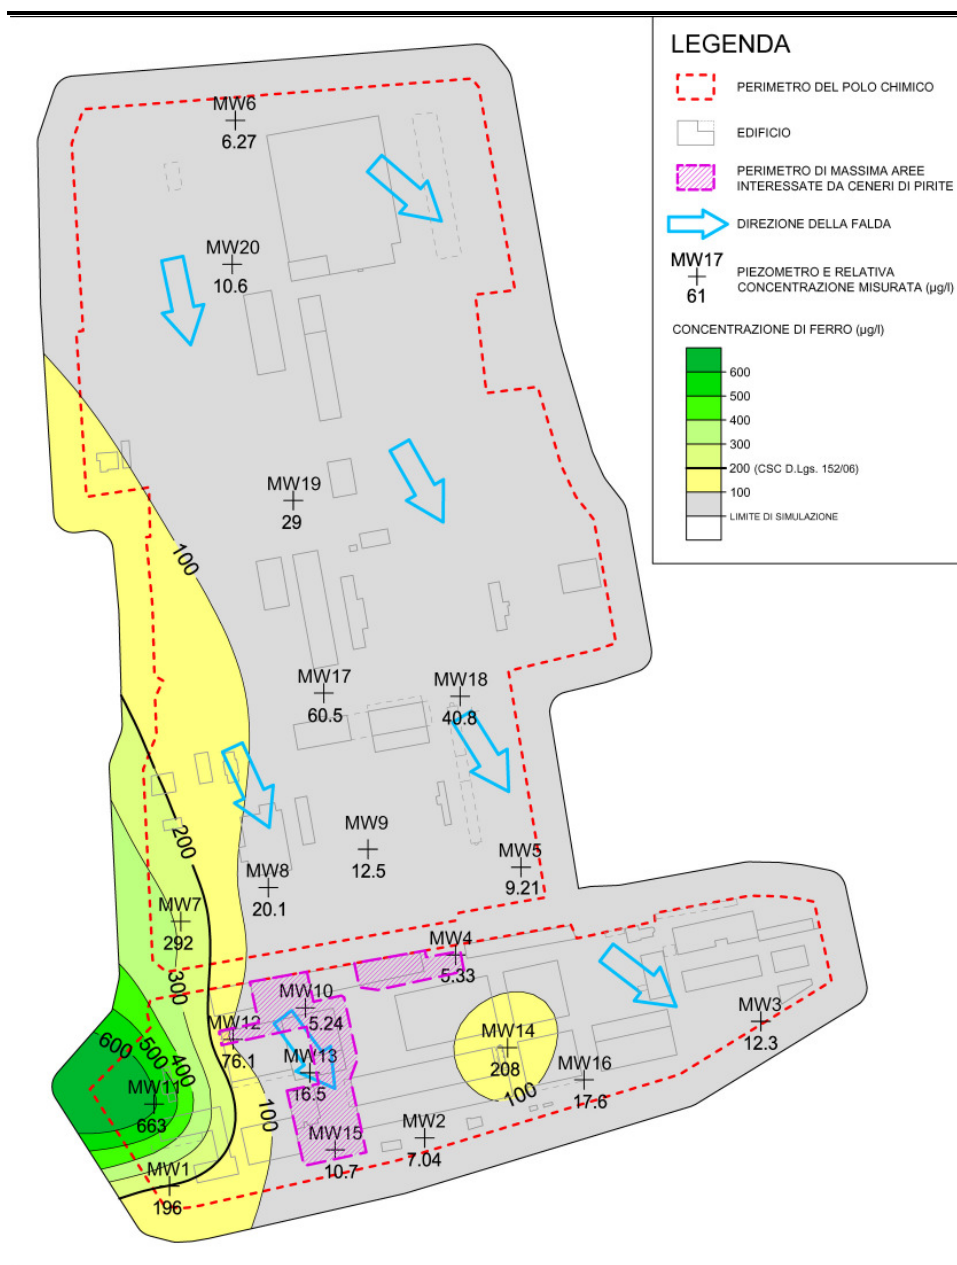 LEGENDA
PERIMETRO DEL POLO CHIMICO
EDIFICIO
PERIMETRO DI MASSIMA AREE
INTERESSATE DA CENERI DI PIRITE
DIREZIONE DELLA FALDA
MW17
61
PIEZOMETRO E RELATIVA
CONCENTRAZIONE MISURATA (µg/l)
CONCENTRAZIONE DI FERRO (µg/l)
600
500
400
300
200 (CSC D.Lgs. 152/06)
100
LIMITE DI SIMULAZIONE
MW6
6.27
MW20
10.6
MW19
29
100
MW17
60.5
MW18
40.8
200
MW9
12.5
MW5
9.21
MW8
20.1
MW7
292
MW4
5.33
300
MW10
5.24
MW12
76.1
MW3
12.3
MW14
208
600
500
400
MW13
16.5
MW16
17.6
MW11
663
100
100
MW2
7.04
MW15
10.7
MW1
196